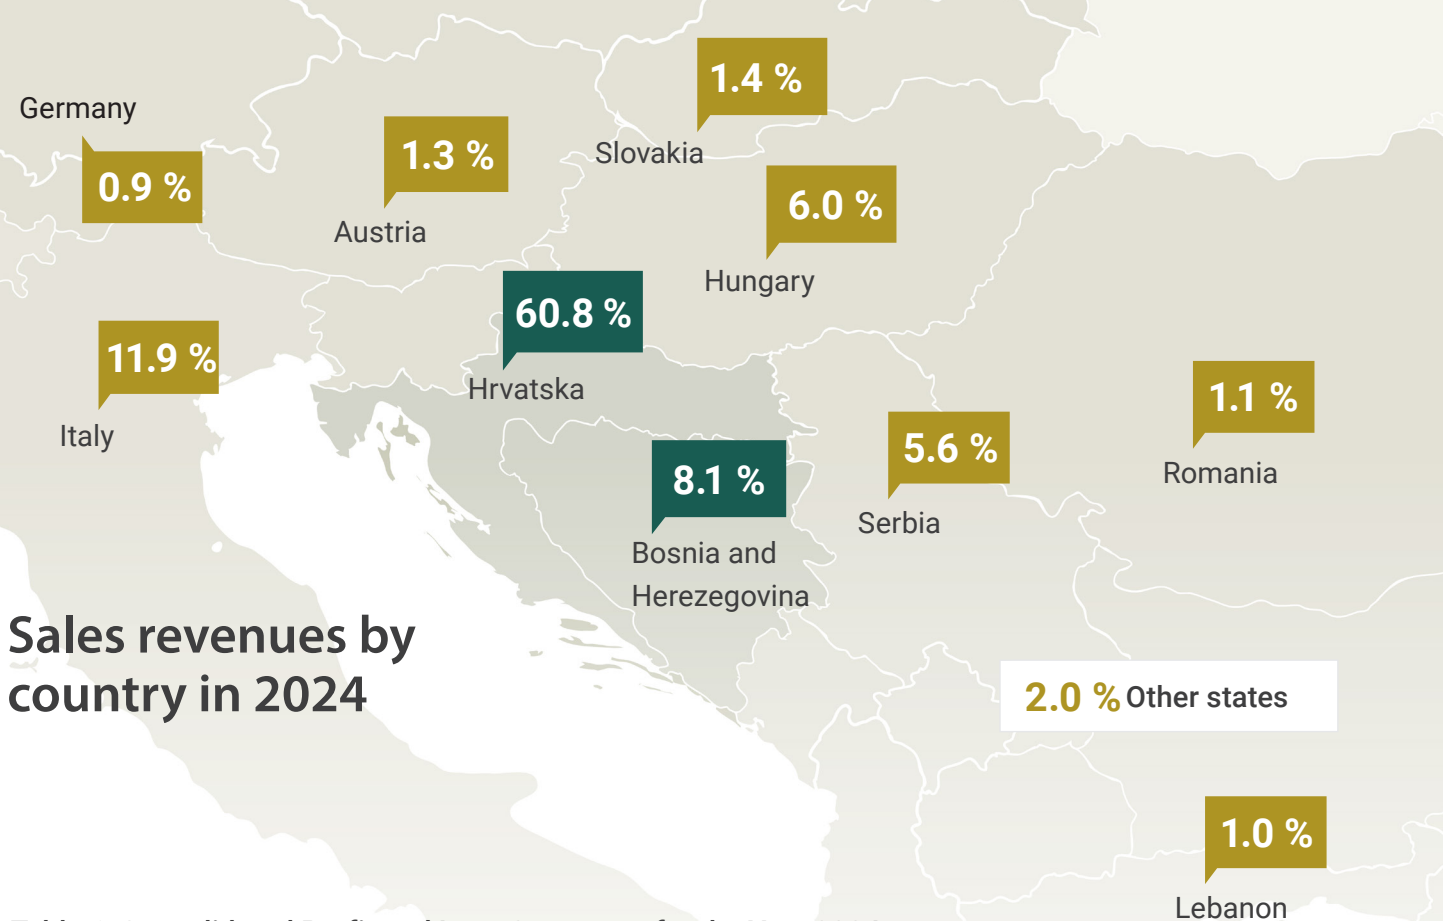 1.4 %
Slovakia
Germany
0.9 %
1.3 %
Austria
6.0 %
Hungary
60.8 %
Hrvatska
11.9 %
Italy
1.1 %
Romania
5.6 %
Serbia
8.1 %
Bosnia and
Herezegovina
Sales revenues by
country in 2024
2.0 % Other states
1.0 %
Lebanon